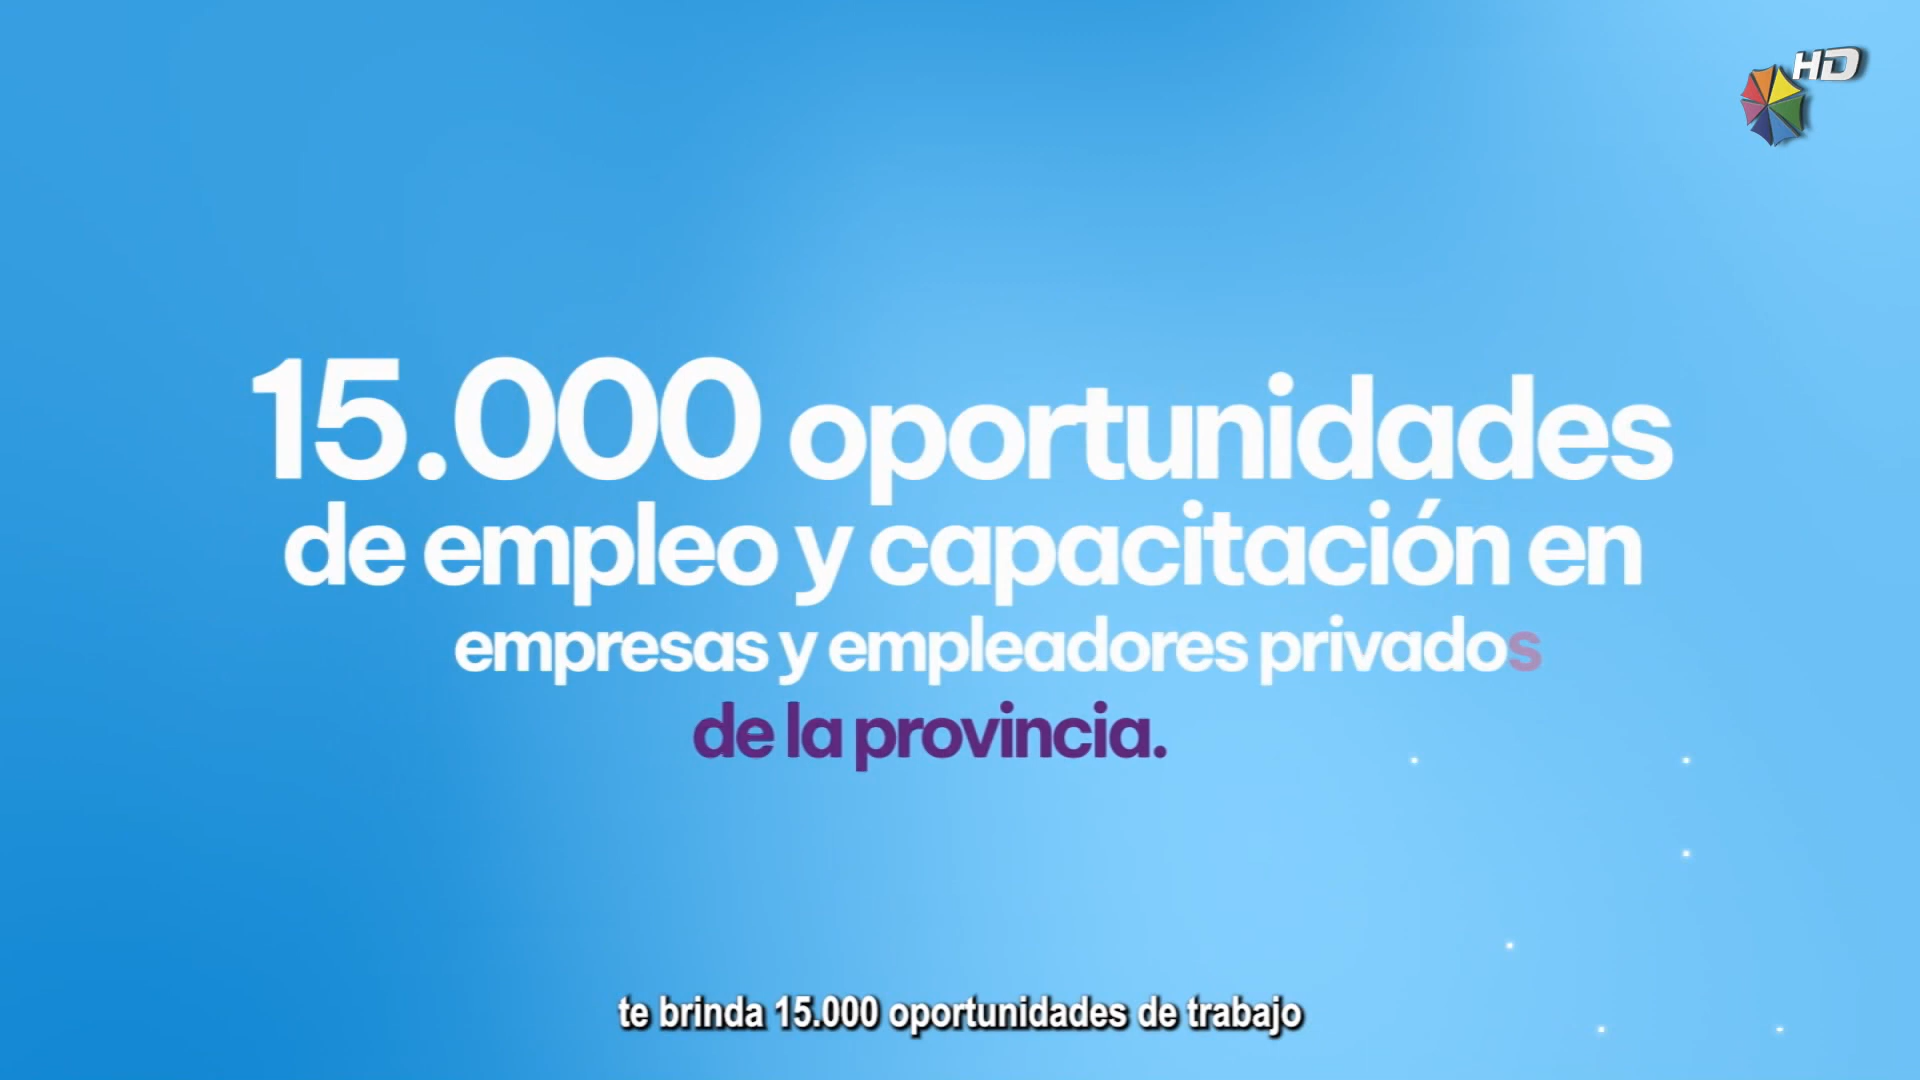 HD
15.000 oportunidades
de empleo y capacitación en
empresas y empleadores privados
de la provincia.
te brinda 15.000 oportunidades de trabajo